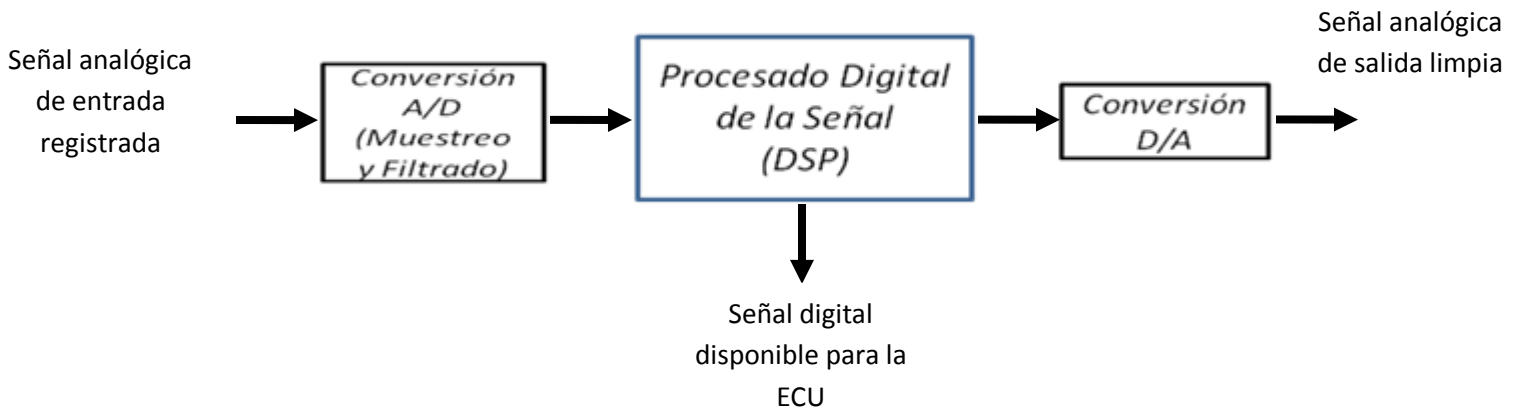 Señal analógica
de entrada
registrada
Conversión
A/D
(Muestreo
y Filtrado)
Procesado Digital
de la Señal
(DSP)
Conversión
D/A
Señal analógica
de salida limpia
Señal digital
disponible para la
ECU